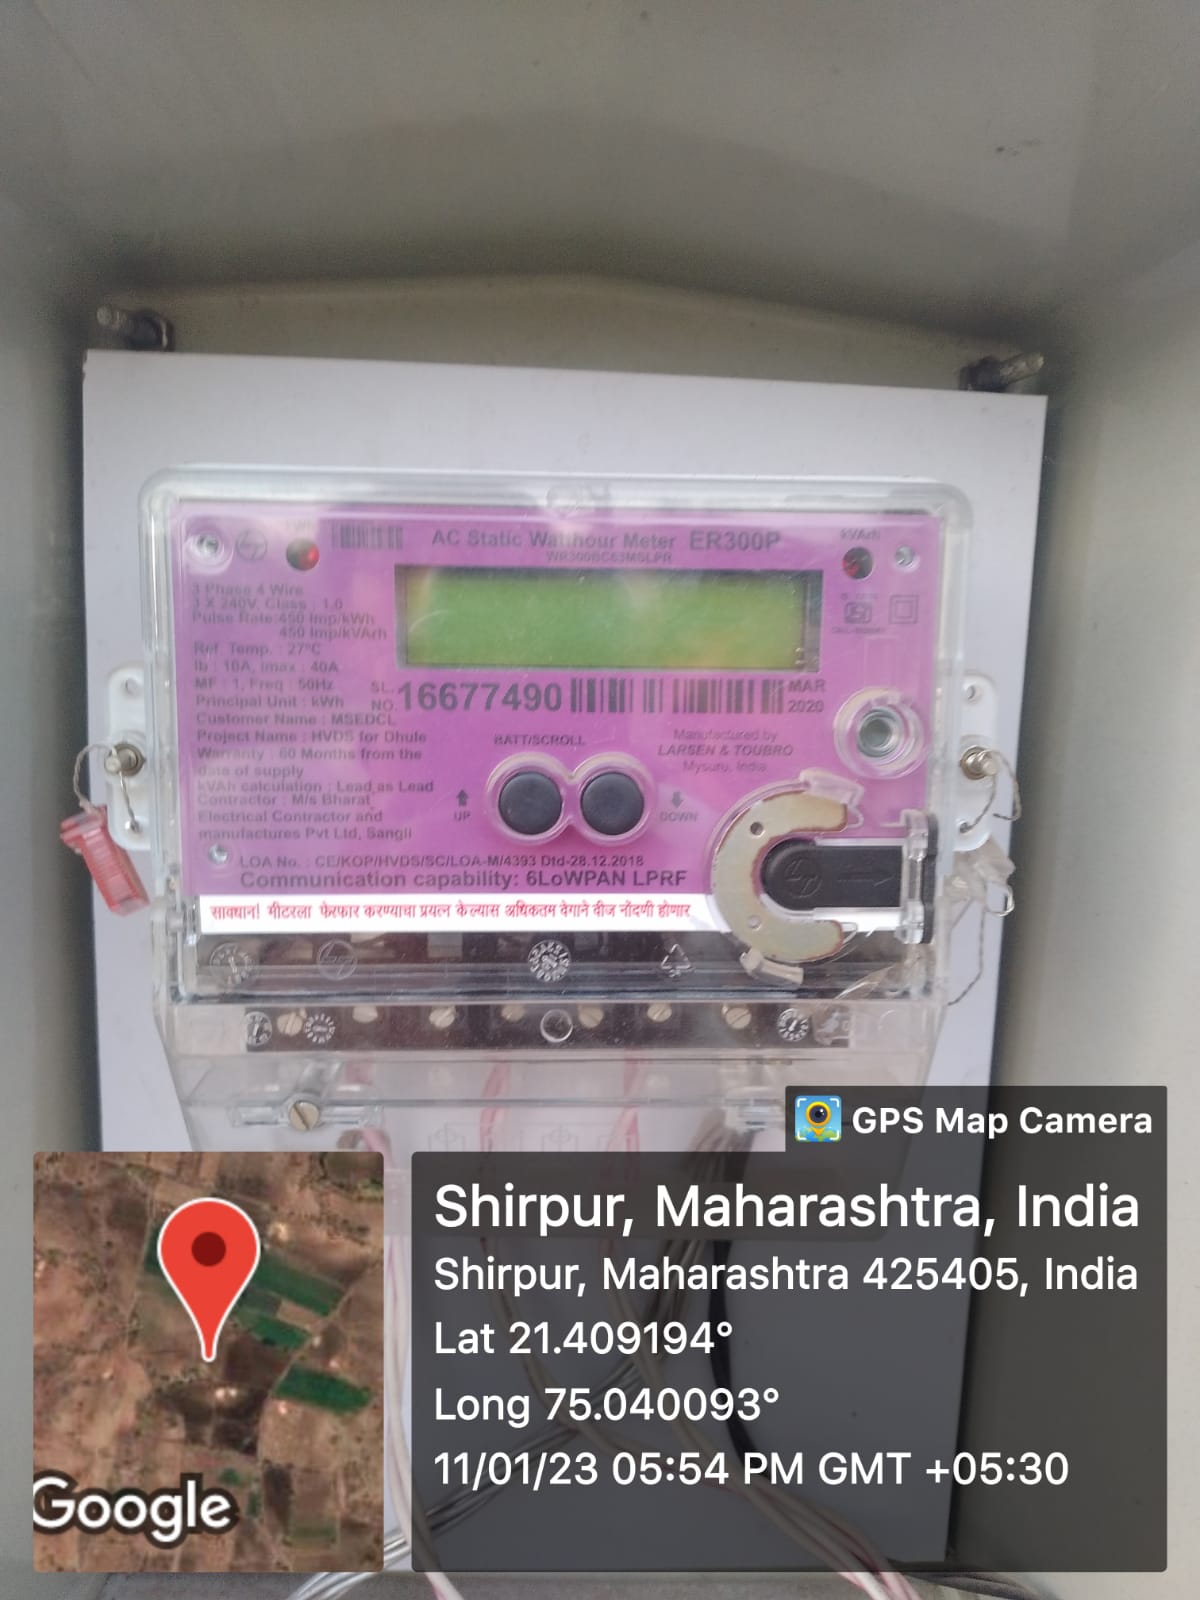 kWh
AC Static Watthour Meter ER300P
WR300BC63MSLPR
kVArh
3 Phase 4 Wire
3 X 240V, Class : 1.0
Pulse Rate:450 Imp/kWh
450 Imp/kVArh
Ref. Temp. : 27°C
Ib : 10A, Imax : 40A
MF : 1, Freq : 50Hz
Principal Unit : kWh
SL.
NO. 16677490
MAR
2020
Customer Name : MSEDCL
Project Name : HVDS for Dhule
Warranty : 60 Months from the
date of supply
kVAh calculation : Lead as Lead
Contractor : M/s Bharat
Electrical Contractor and
manufactures Pvt Ltd, Sangli
BATT/SCROLL
UP
DOWN
Manufactured by
LARSEN & TOUBRO
Mysuru, India
LOA No. : CE/KOP/HVDS/SC/LOA-M/4393 Dtd-28.12.2018
Communication capability: 6LoWPAN LPRF
सावधान! मीटरला फेरफार करण्याचा प्रयत्न केल्यास अधिकतम वेगाने वीज नोंदणी होणार
GPS Map Camera
Shirpur, Maharashtra, India
Shirpur, Maharashtra 425405, India
Lat 21.409194°
Long 75.040093°
11/01/23 05:54 PM GMT +05:30
Google